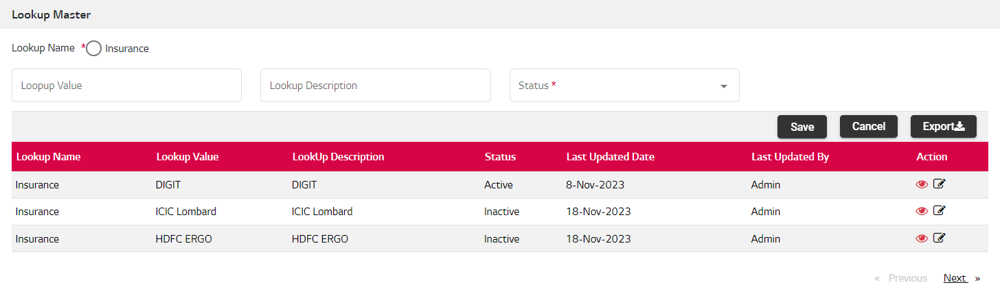 Lookup Master
Lookup Name * Insurance
Loopup Value Lookup Description Status *
Save Cancel Export
Lookup Name Lookup Value LookUp Description Status Last Updated Date Last Updated By Action
Insurance DIGIT DIGIT Active 8-Nov-2023 Admin
Insurance ICIC Lombard ICIC Lombard Inactive 18-Nov-2023 Admin
Insurance HDFC ERGO HDFC ERGO Inactive 18-Nov-2023 Admin
« Previous Next »